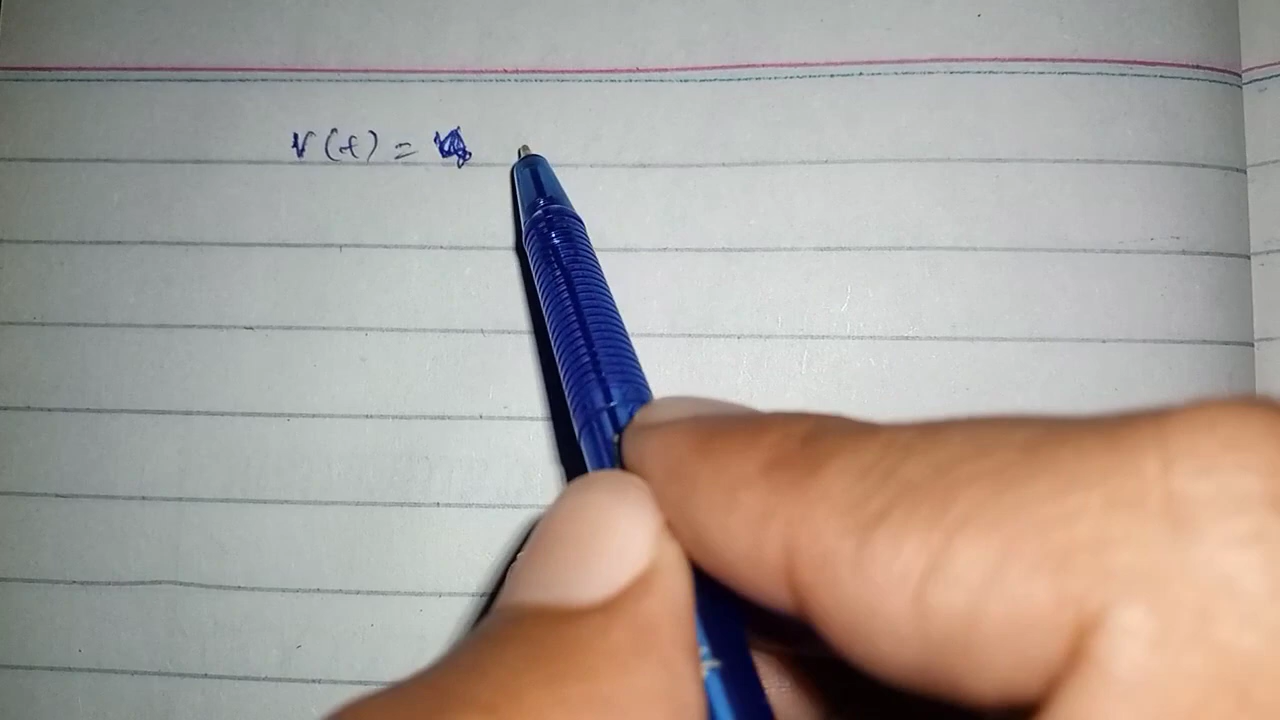 v(t) =